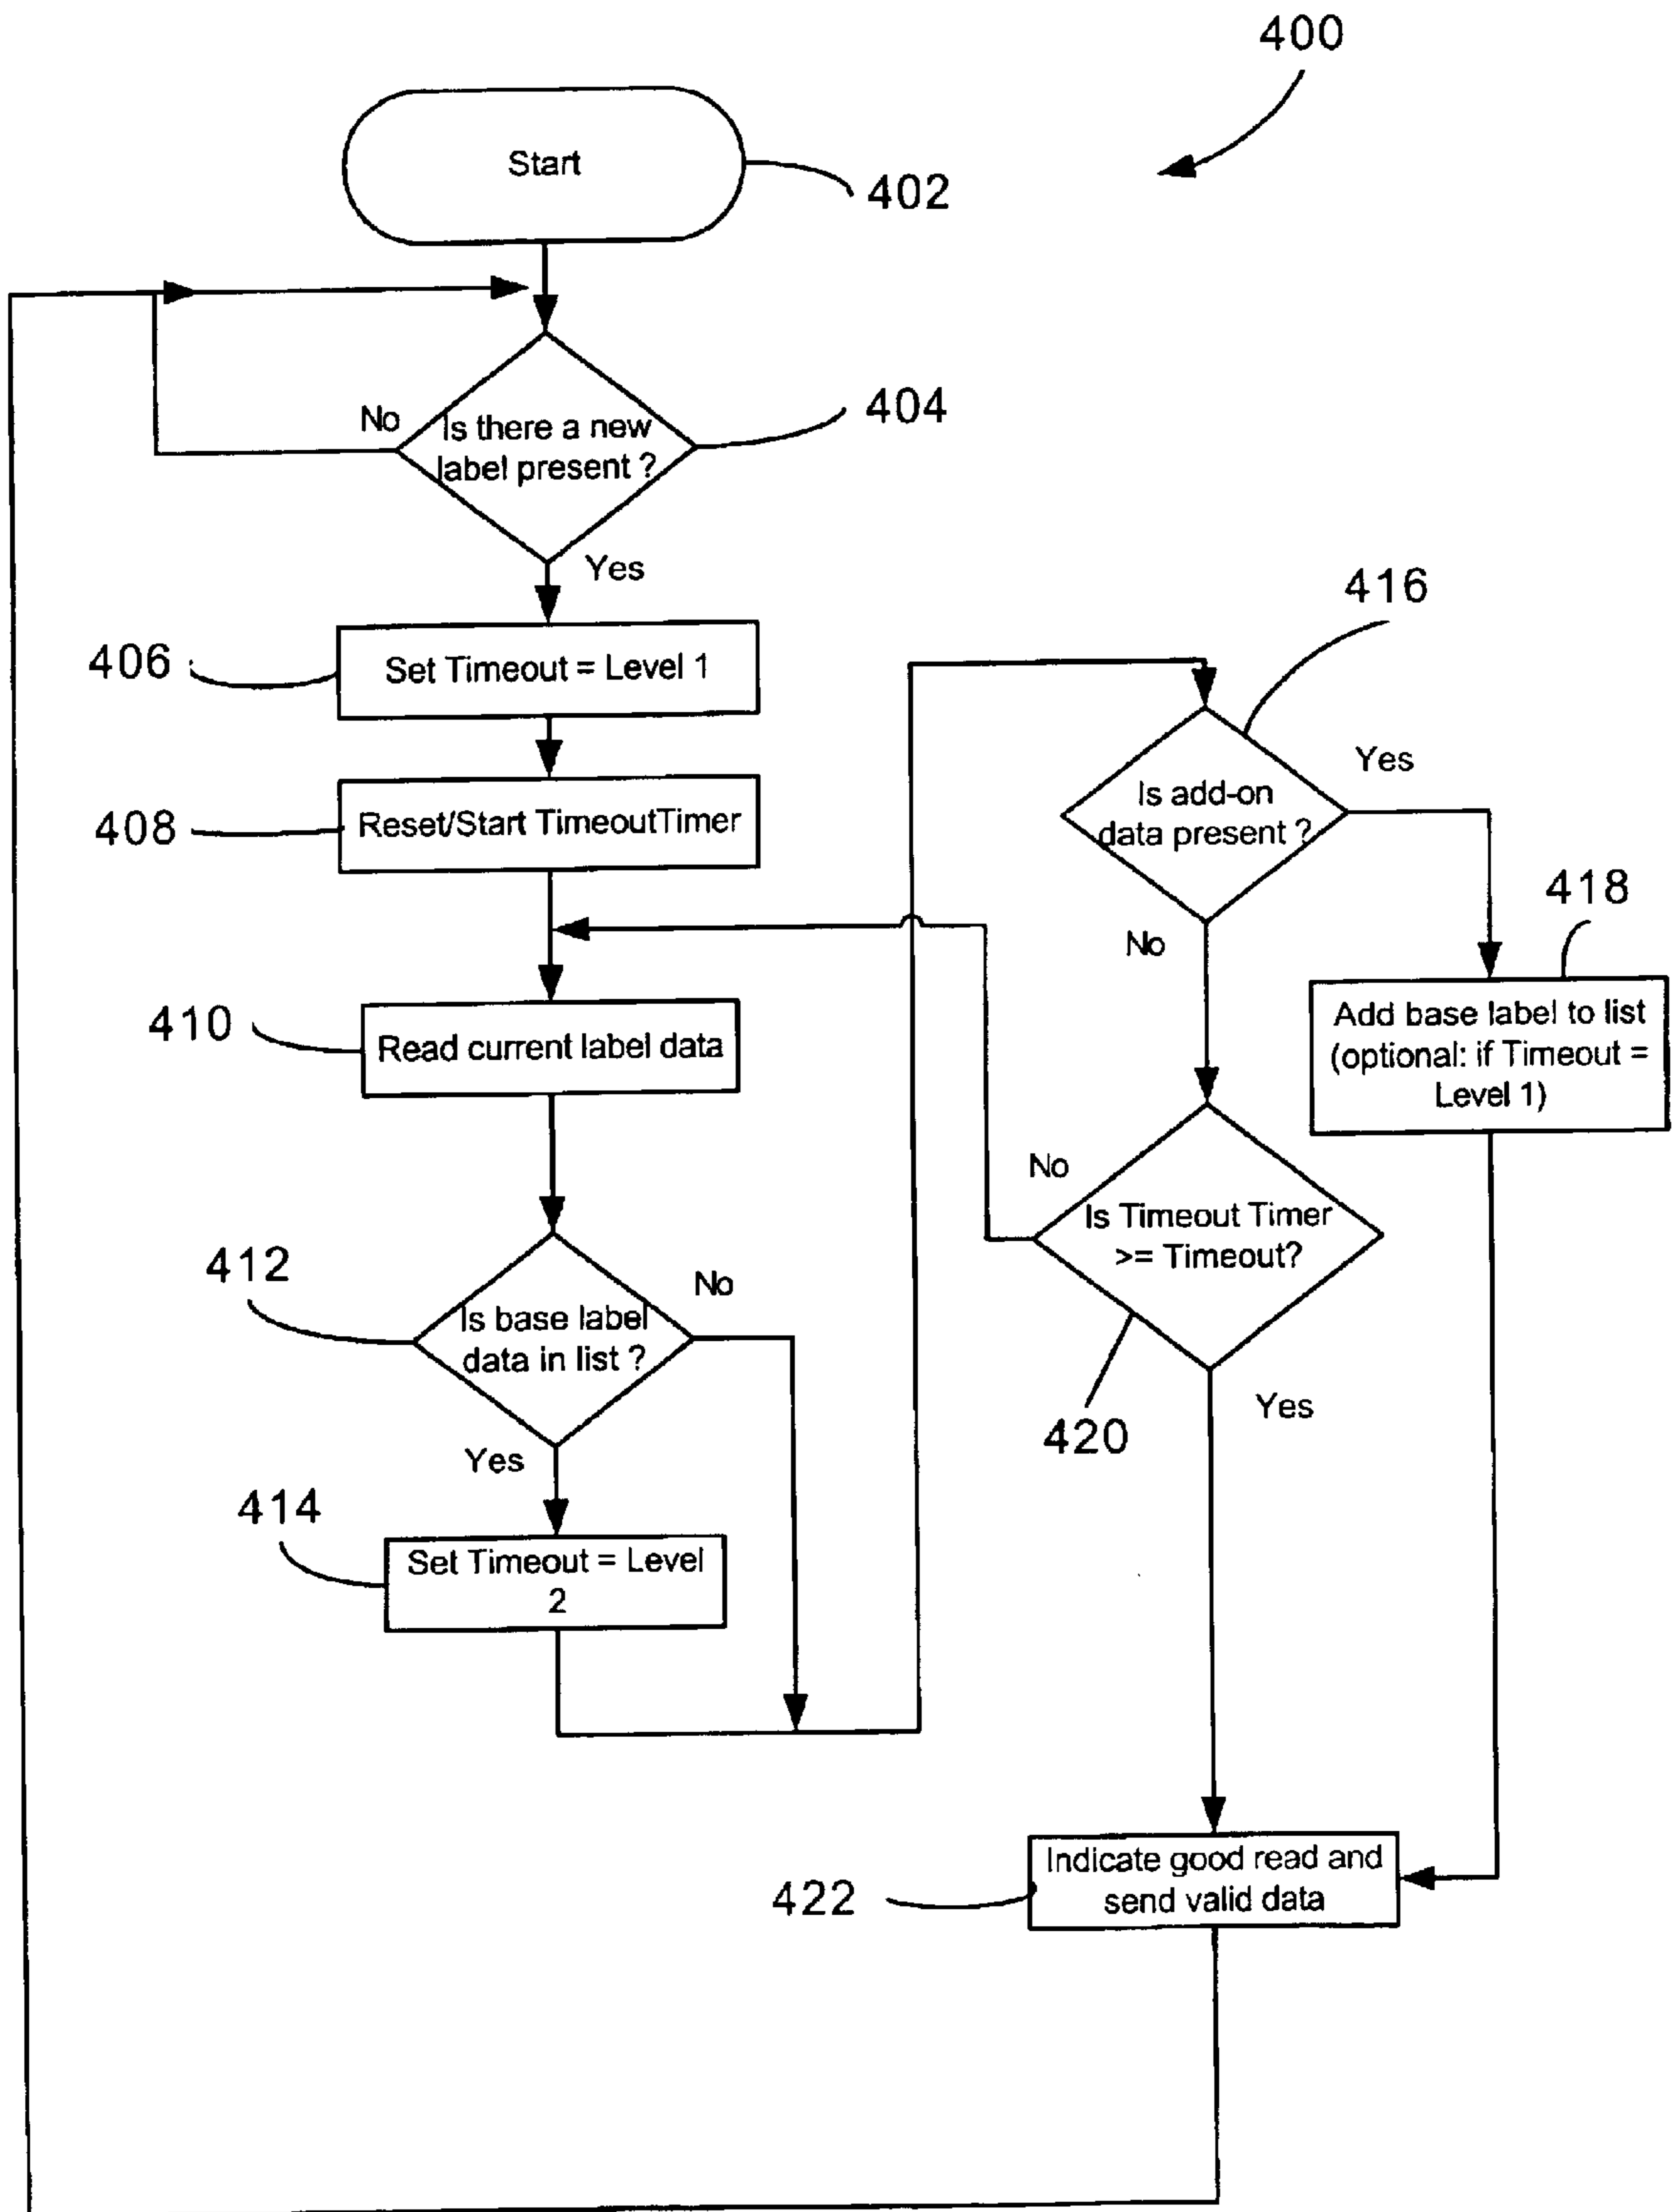 400
Start
402
No
Is there a new
label present ?
404
Yes
406
Set Timeout = Level 1
408
Reset/Start TimeoutTimer
410
Read current label data
412
Is base label
data in list ?
No
Yes
414
Set Timeout = Level
2
416
Is add-on
data present ?
Yes
No
418
Add base label to list
(optional: if Timeout =
Level 1)
No
Is Timeout Timer
>= Timeout?
420
Yes
422
Indicate good read and
send valid data